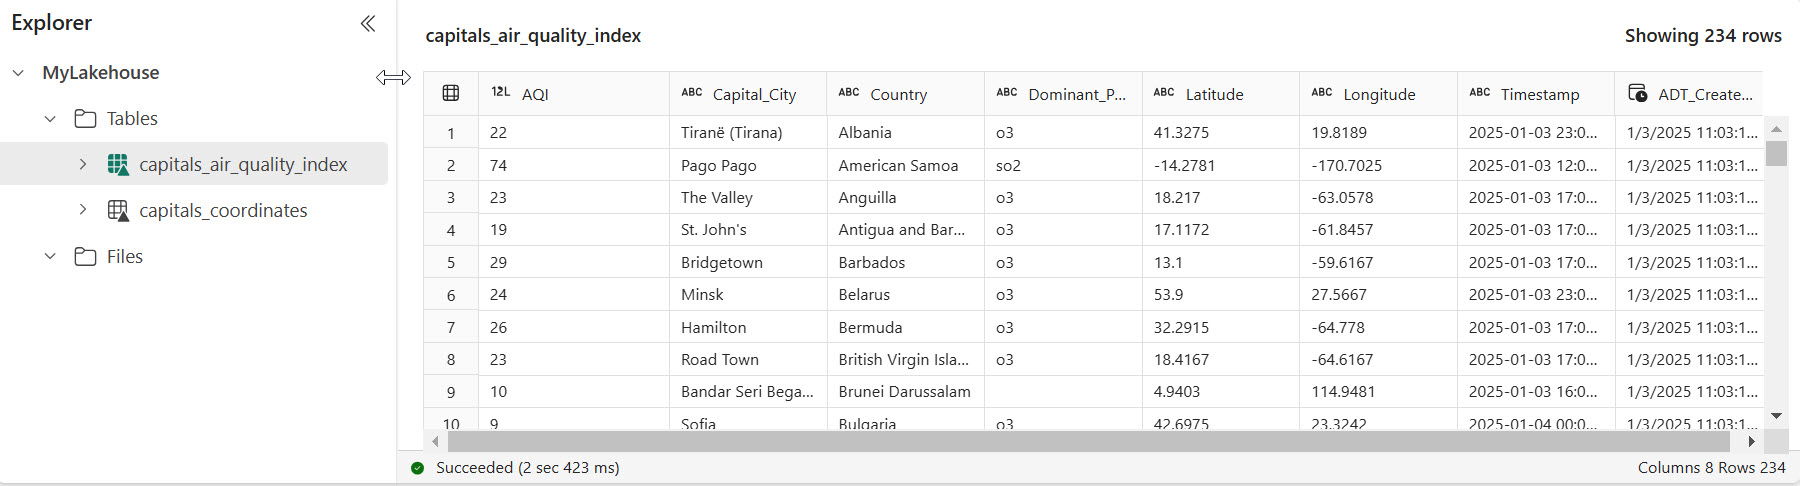 Explorer
MyLakehouse
Tables
capitals_air_quality_index
capitals_coordinates
Files
capitals_air_quality_index Showing 234 rows
12L AQI ABC Capital_City ABC Country ABC Dominant_P... ABC Latitude ABC Longitude ABC Timestamp ADT_Create...
1 22 Tiranë (Tirana) Albania o3 41.3275 19.8189 2025-01-03 23:0... 1/3/2025 11:03:1...
2 74 Pago Pago American Samoa so2 -14.2781 -170.7025 2025-01-03 12:0... 1/3/2025 11:03:1...
3 23 The Valley Anguilla o3 18.217 -63.0578 2025-01-03 17:0... 1/3/2025 11:03:1...
4 19 St. John's Antigua and Bar... o3 17.1172 -61.8457 2025-01-03 17:0... 1/3/2025 11:03:1...
5 29 Bridgetown Barbados o3 13.1 -59.6167 2025-01-03 17:0... 1/3/2025 11:03:1...
6 24 Minsk Belarus o3 53.9 27.5667 2025-01-03 23:0... 1/3/2025 11:03:1...
7 26 Hamilton Bermuda o3 32.2915 -64.778 2025-01-03 17:0... 1/3/2025 11:03:1...
8 23 Road Town British Virgin Isla... o3 18.4167 -64.6167 2025-01-03 17:0... 1/3/2025 11:03:1...
9 10 Bandar Seri Bega... Brunei Darussalam 4.9403 114.9481 2025-01-03 16:0... 1/3/2025 11:03:1...
10 9 Sofia Bulgaria o3 42.6975 23.3242 2025-01-04 00:0... 1/3/2025 11:03:1...
Succeeded (2 sec 423 ms) Columns 8 Rows 234